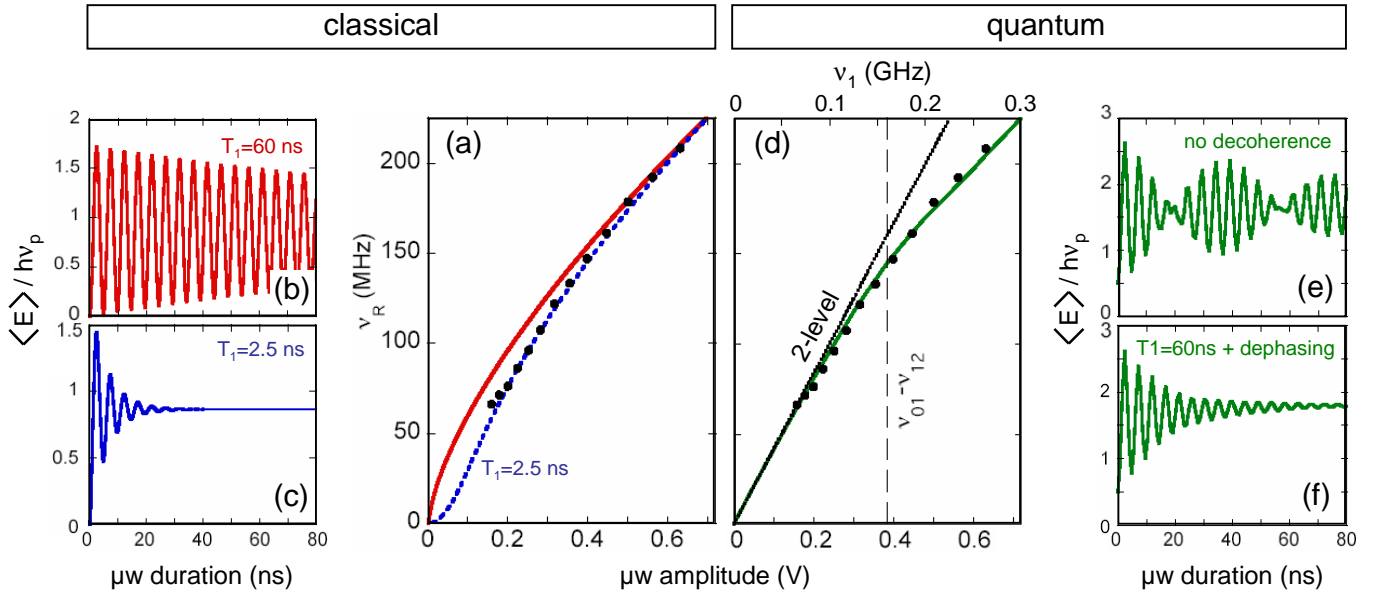 classical
quantum
ν₁ (GHz)
0 0.1 0.2 0.3
⟨E⟩ / hνₚ
2
1.5
1
0.5
0
T₁=60 ns
(b)
1.5
1
0.5
0
T₁=2.5 ns
(c)
0 20 40 60 80
μw duration (ns)
ν_R (MHz)
200
150
100
50
0
(a)
T₁=2.5 ns
0 0.2 0.4 0.6
(d)
2-level
ν₀₁-ν₁₂
0 0.2 0.4 0.6
μw amplitude (V)
⟨E⟩ / hνₚ
3
2
1
0
no decoherence
(e)
3
2
1
0
T1=60ns + dephasing
(f)
0 20 40 60 80
μw duration (ns)